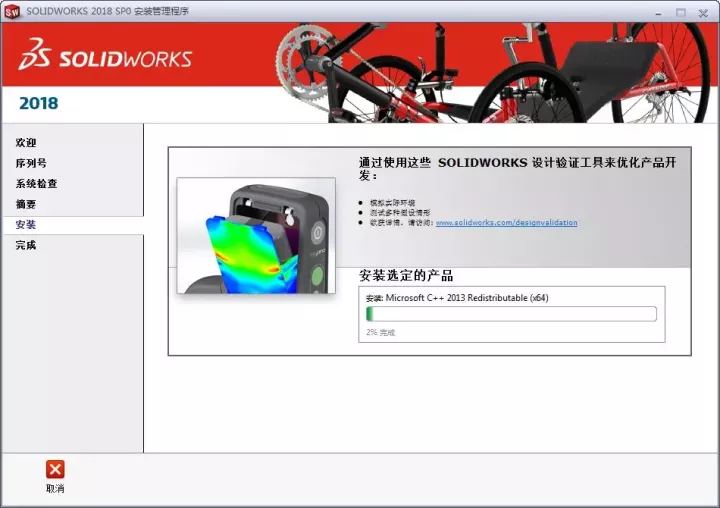 SOLIDWORKS 2018 SP0 安装管理程序
SOLIDWORKS
2018
欢迎
序列号
系统检查
摘要
安装
完成
通过使用这些 SOLIDWORKS 设计验证工具来优化产品开
发：
模拟实际环境
测试多种假设情形
欲获详情，请访问: www.solidworks.com/designvalidation
安装选定的产品
安装: Microsoft C++ 2013 Redistributable (x64)
2% 完成
取消